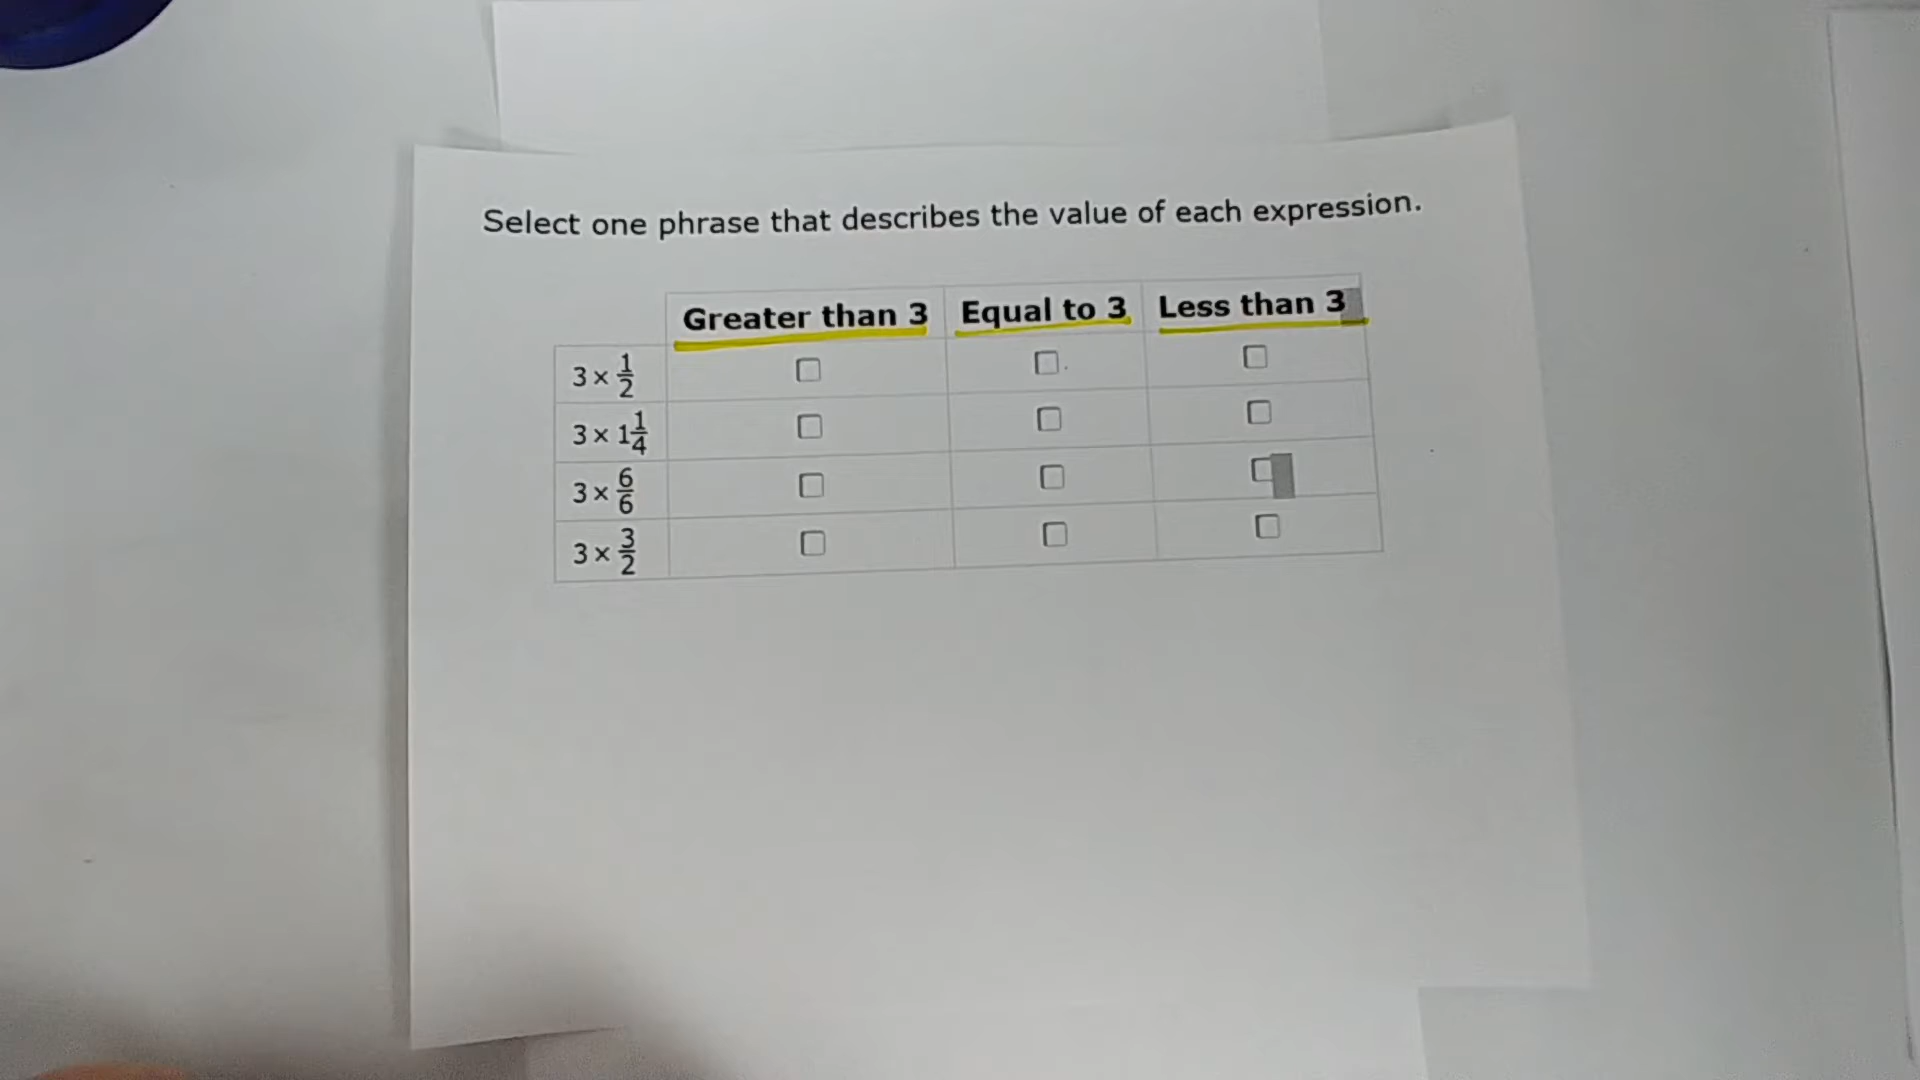 Select one phrase that describes the value of each expression.
Greater than 3 Equal to 3 Less than 3
3 × 1/2
3 × 1 1/4
3 × 6/6
3 × 3/2